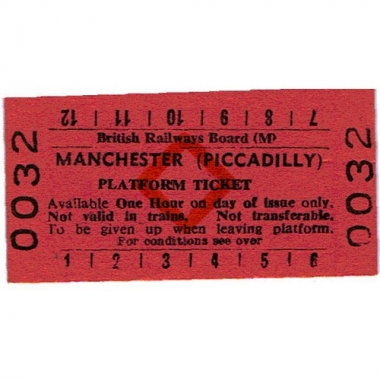 7 | 8 | 9 | 10 | 11 | 12
British Railways Board (M)
MANCHESTER (PICCADILLY)
PLATFORM TICKET
Available One Hour on day of issue only.
Not valid in trains. Not transferable.
To be given up when leaving platform.
For conditions see over
1 | 2 | 3 | 4 | 5 | 6
0032
0032